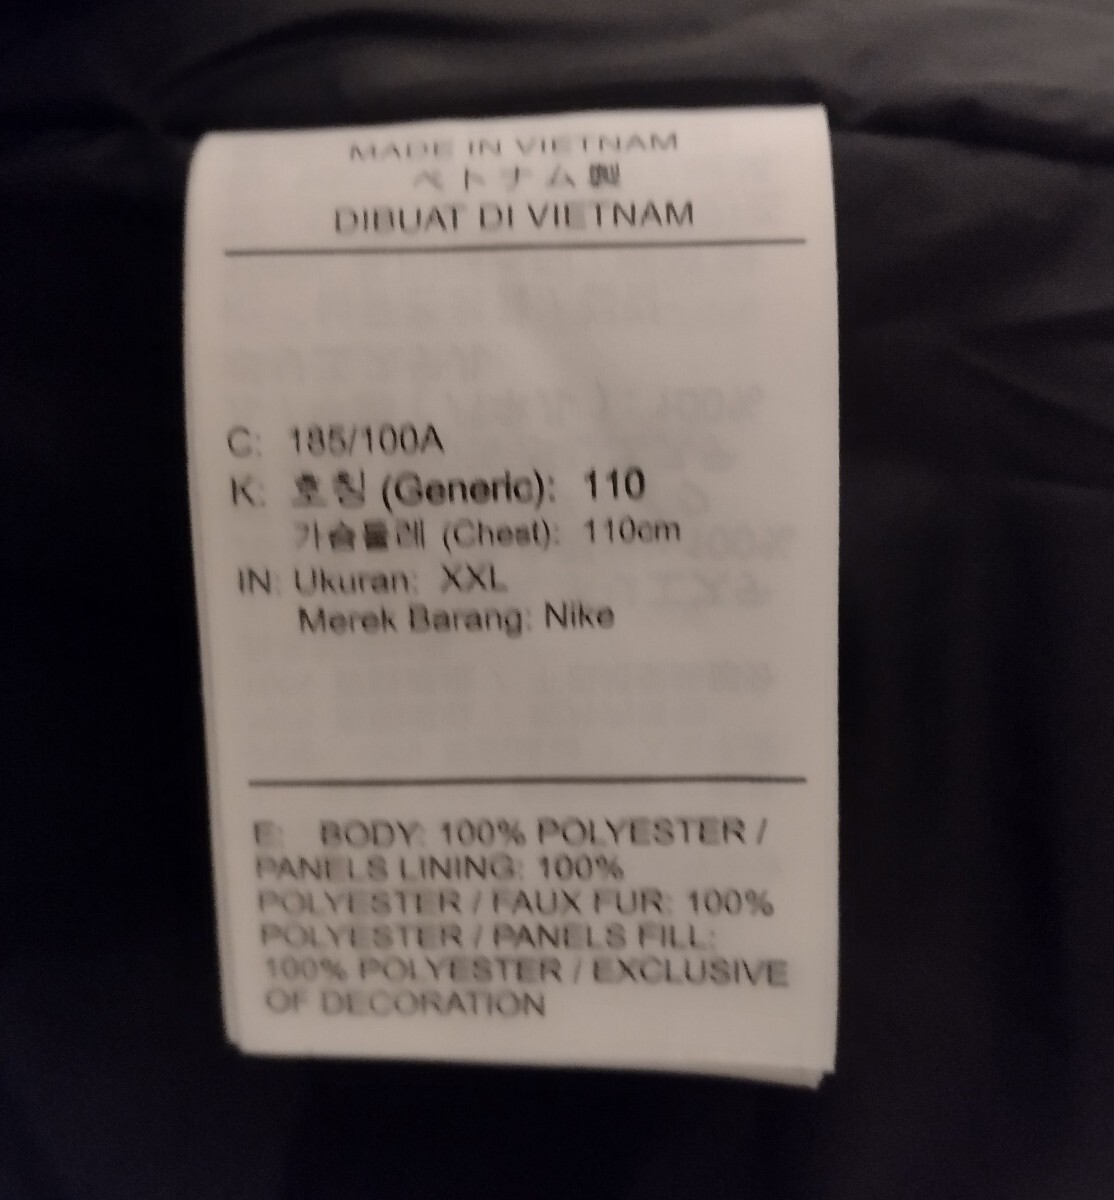 MADE IN VIETNAM
ベトナム製
DIBUAT DI VIETNAM
C: 185/100A
K: 호칭 (Generic): 110
가슴둘레 (Chest): 110cm
IN: Ukuran: XXL
Merek Barang: Nike
E: BODY: 100% POLYESTER /
PANELS LINING: 100%
POLYESTER / FAUX FUR: 100%
POLYESTER / PANELS FILL:
100% POLYESTER / EXCLUSIVE
OF DECORATION